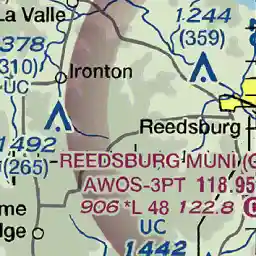 La Valle
1244
(359)
378
310)
UC
Ironton
Reedsburg
1492
(265)
REEDSBURG MUNI (
AWOS-3PT 118.95
906 *L 48 122.8
me
dge
UC
1442